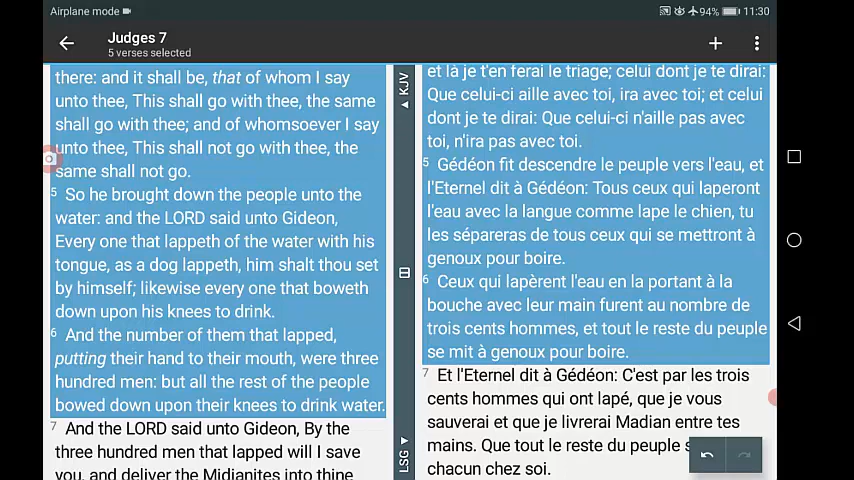 Airplane mode
94%
11:30
Judges 7
5 verses selected
there: and it shall be, that of whom I say
unto thee, This shall go with thee, the same
shall go with thee; and of whomsoever I say
unto thee, This shall not go with thee, the
same shall not go.
5 So he brought down the people unto the
water: and the LORD said unto Gideon,
Every one that lappeth of the water with his
tongue, as a dog lappeth, him shalt thou set
by himself; likewise every one that boweth
down upon his knees to drink.
6 And the number of them that lapped,
putting their hand to their mouth, were three
hundred men: but all the rest of the people
bowed down upon their knees to drink water.
7 And the LORD said unto Gideon, By the
three hundred men that lapped will I save
you, and deliver the Midianites into thine
KJV
LSG
et là je t'en ferai le triage; celui dont je te dirai:
Que celui-ci aille avec toi, ira avec toi; et celui
dont je te dirai: Que celui-ci n'aille pas avec
toi, n'ira pas avec toi.
5 Gédéon fit descendre le peuple vers l'eau, et
l'Eternel dit à Gédéon: Tous ceux qui laperont
l'eau avec la langue comme lape le chien, tu
les sépareras de tous ceux qui se mettront à
genoux pour boire.
6 Ceux qui lapèrent l'eau en la portant à la
bouche avec leur main furent au nombre de
trois cents hommes, et tout le reste du peuple
se mit à genoux pour boire.
7 Et l'Eternel dit à Gédéon: C'est par les trois
cents hommes qui ont lapé, que je vous
sauverai et que je livrerai Madian entre tes
mains. Que tout le reste du peuple
chacun chez soi.